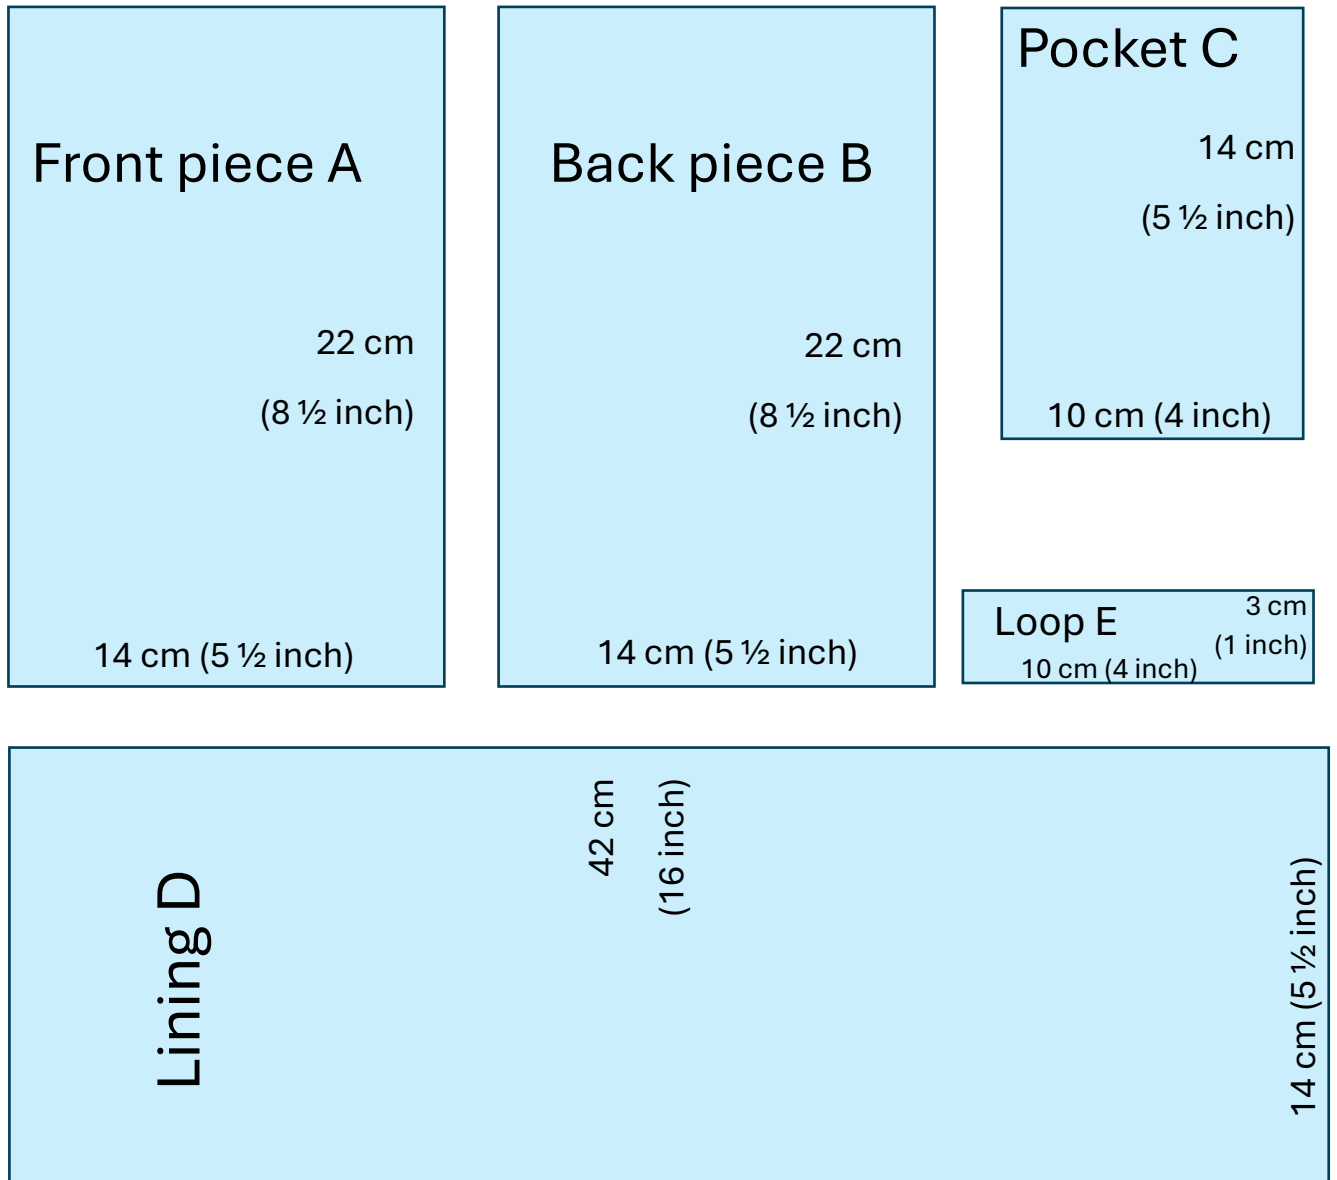 Front piece A
22 cm
(8 ½ inch)
14 cm (5 ½ inch)
Back piece B
22 cm
(8 ½ inch)
14 cm (5 ½ inch)
Pocket C
14 cm
(5 ½ inch)
10 cm (4 inch)
Loop E
3 cm
(1 inch)
10 cm (4 inch)
Lining D
42 cm
(16 inch)
14 cm (5 ½ inch)